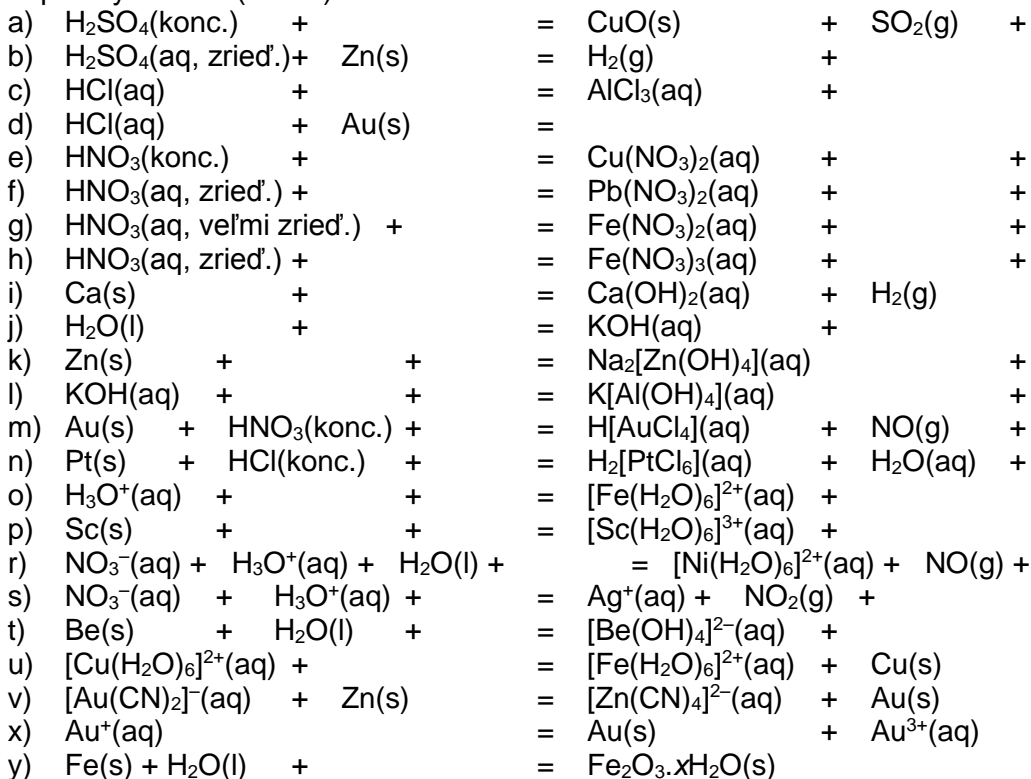 a) H₂SO₄(konc.) + = CuO(s) + SO₂(g) +
b) H₂SO₄(aq, zrieď.)+ Zn(s) = H₂(g) +
c) HCl(aq) + = AlCl₃(aq) +
d) HCl(aq) + Au(s) =
e) HNO₃(konc.) + = Cu(NO₃)₂(aq) + +
f) HNO₃(aq, zrieď.) + = Pb(NO₃)₂(aq) + +
g) HNO₃(aq, veľmi zrieď.) + = Fe(NO₃)₂(aq) + +
h) HNO₃(aq, zrieď.) + = Fe(NO₃)₃(aq) + +
i) Ca(s) + = Ca(OH)₂(aq) + H₂(g)
j) H₂O(l) + = KOH(aq) +
k) Zn(s) + + = Na₂[Zn(OH)₄](aq) +
l) KOH(aq) + + = K[Al(OH)₄](aq) +
m) Au(s) + HNO₃(konc.) + = H[AuCl₄](aq) + NO(g) +
n) Pt(s) + HCl(konc.) + = H₂[PtCl₆](aq) + H₂O(aq) +
o) H₃O⁺(aq) + + = [Fe(H₂O)₆]²⁺(aq) +
p) Sc(s) + + = [Sc(H₂O)₆]³⁺(aq) +
r) NO₃⁻(aq) + H₃O⁺(aq) + H₂O(l) + = [Ni(H₂O)₆]²⁺(aq) + NO(g) +
s) NO₃⁻(aq) + H₃O⁺(aq) + = Ag⁺(aq) + NO₂(g) +
t) Be(s) + H₂O(l) + = [Be(OH)₄]²⁻(aq) +
u) [Cu(H₂O)₆]²⁺(aq) + = [Fe(H₂O)₆]²⁺(aq) + Cu(s)
v) [Au(CN)₂]⁻(aq) + Zn(s) = [Zn(CN)₄]²⁻(aq) + Au(s)
x) Au⁺(aq) = Au(s) + Au³⁺(aq)
y) Fe(s) + H₂O(l) + = Fe₂O₃.xH₂O(s)